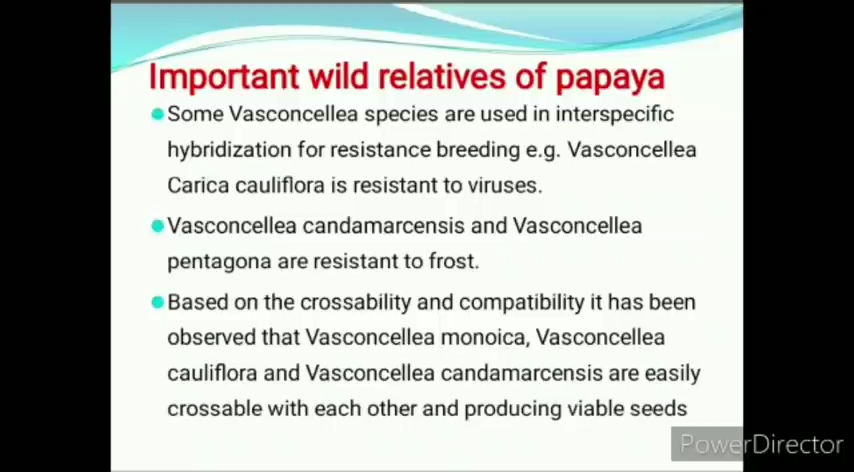 Important wild relatives of papaya
Some Vasconcellea species are used in interspecific
hybridization for resistance breeding e.g. Vasconcellea
Carica cauliflora is resistant to viruses.
Vasconcellea candamarcensis and Vasconcellea
pentagona are resistant to frost.
Based on the crossability and compatibility it has been
observed that Vasconcellea monoica, Vasconcellea
cauliflora and Vasconcellea candamarcensis are easily
crossable with each other and producing viable seeds
PowerDirector